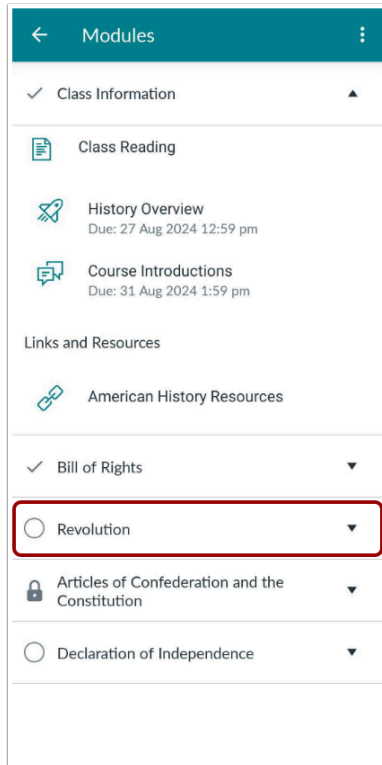 Modules
Class Information
Class Reading
History Overview
Due: 27 Aug 2024 12:59 pm
Course Introductions
Due: 31 Aug 2024 1:59 pm
Links and Resources
American History Resources
Bill of Rights
Revolution
Articles of Confederation and the
Constitution
Declaration of Independence